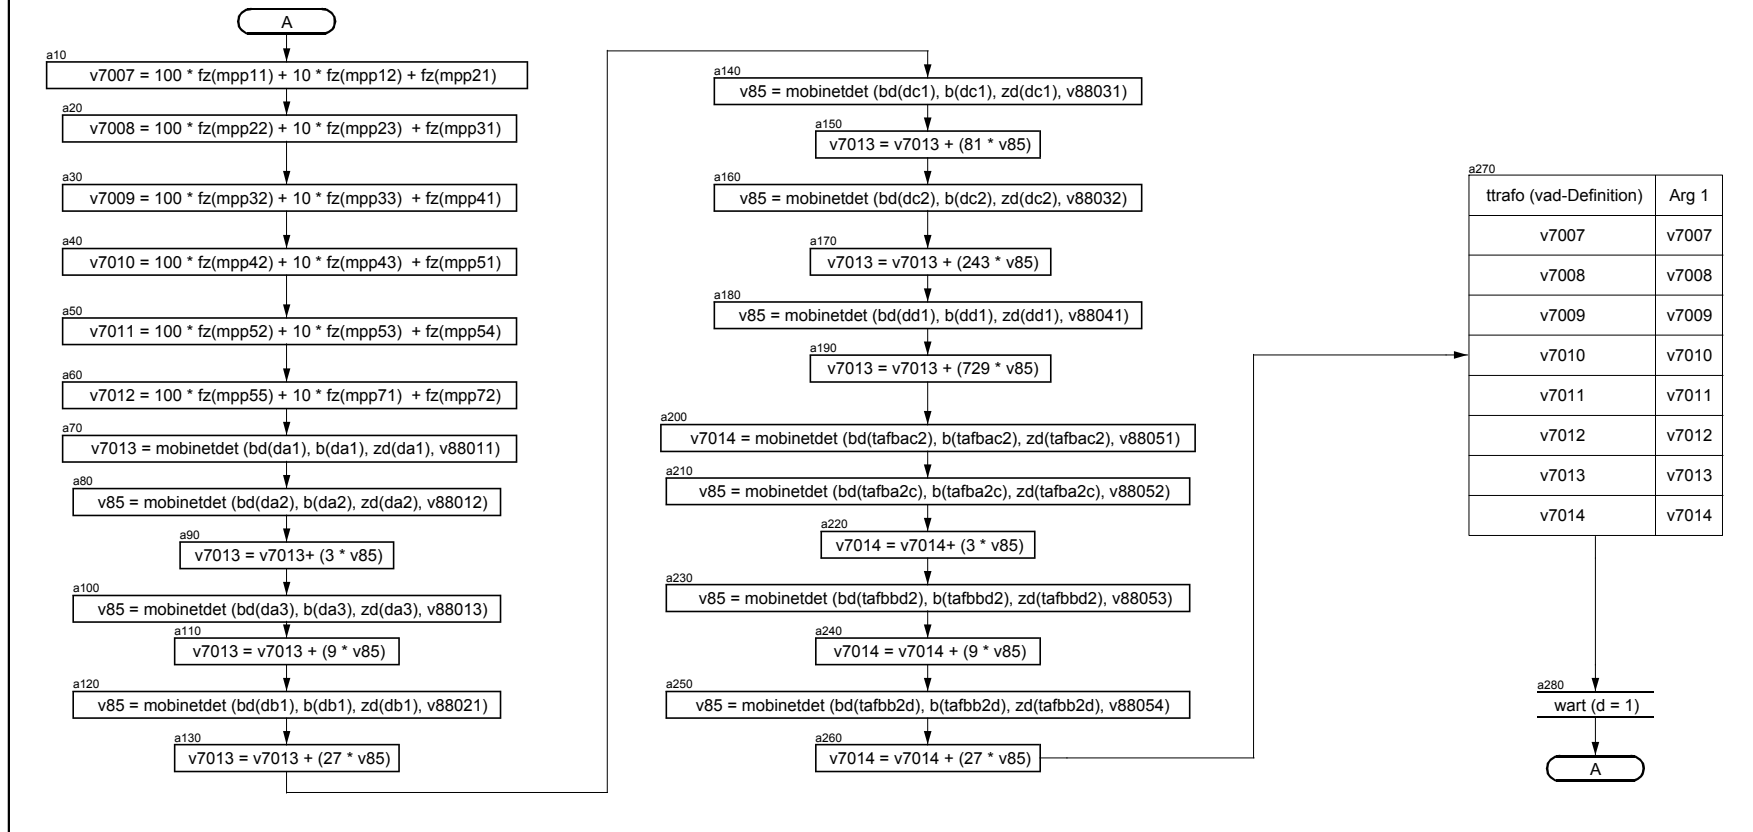 A
a10
v7007 = 100 * fz(mpp11) + 10 * fz(mpp12) + fz(mpp21)
a20
v7008 = 100 * fz(mpp22) + 10 * fz(mpp23)  + fz(mpp31)
a30
v7009 = 100 * fz(mpp32) + 10 * fz(mpp33)  + fz(mpp41)
a40
v7010 = 100 * fz(mpp42) + 10 * fz(mpp43)  + fz(mpp51)
a50
v7011 = 100 * fz(mpp52) + 10 * fz(mpp53)  + fz(mpp54)
a60
v7012 = 100 * fz(mpp55) + 10 * fz(mpp71)  + fz(mpp72)
a70
v7013 = mobinetdet (bd(da1), b(da1), zd(da1), v88011)
a80
v85 = mobinetdet (bd(da2), b(da2), zd(da2), v88012)
a90
v7013 = v7013+ (3 * v85)
a100
v85 = mobinetdet (bd(da3), b(da3), zd(da3), v88013)
a110
v7013 = v7013 + (9 * v85)
a120
v85 = mobinetdet (bd(db1), b(db1), zd(db1), v88021)
a130
v7013 = v7013 + (27 * v85)
a140
v85 = mobinetdet (bd(dc1), b(dc1), zd(dc1), v88031)
a150
v7013 = v7013 + (81 * v85)
a160
v85 = mobinetdet (bd(dc2), b(dc2), zd(dc2), v88032)
a170
v7013 = v7013 + (243 * v85)
a180
v85 = mobinetdet (bd(dd1), b(dd1), zd(dd1), v88041)
a190
v7013 = v7013 + (729 * v85)
a200
v7014 = mobinetdet (bd(tafbac2), b(tafbac2), zd(tafbac2), v88051)
a210
v85 = mobinetdet (bd(tafba2c), b(tafba2c), zd(tafba2c), v88052)
a220
v7014 = v7014+ (3 * v85)
a230
v85 = mobinetdet (bd(tafbbd2), b(tafbbd2), zd(tafbbd2), v88053)
a240
v7014 = v7014 + (9 * v85)
a250
v85 = mobinetdet (bd(tafbb2d), b(tafbb2d), zd(tafbb2d), v88054)
a260
v7014 = v7014 + (27 * v85)
a270
ttrafo (vad-Definition) Arg 1
v7007 v7007
v7008 v7008
v7009 v7009
v7010 v7010
v7011 v7011
v7012 v7012
v7013 v7013
v7014 v7014
a280
wart (d = 1)
A